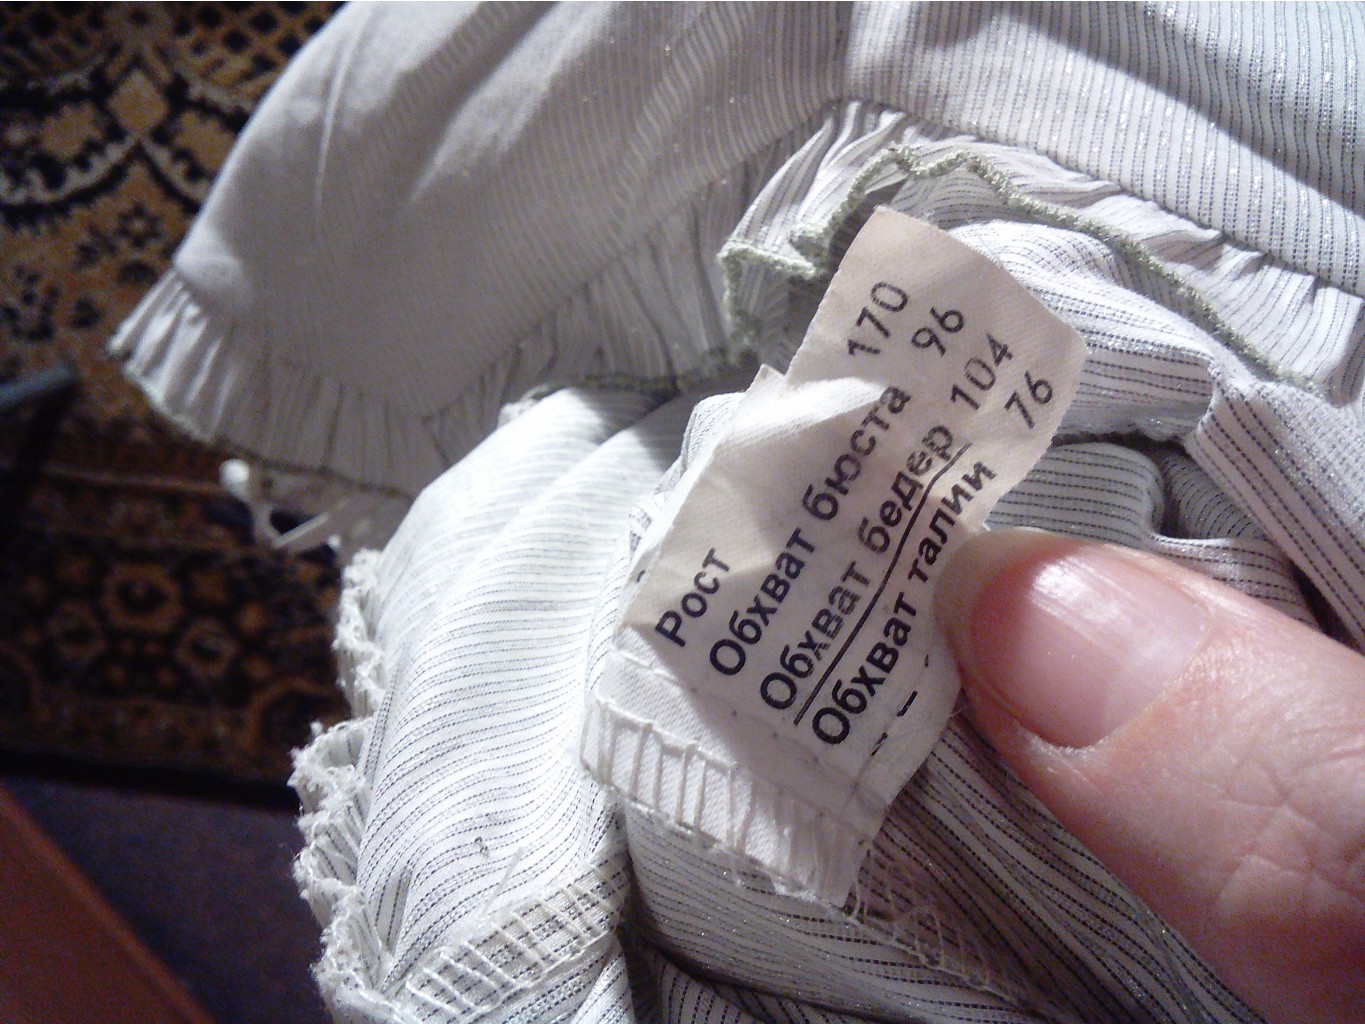 Рост 170
Обхват бюста 96
Обхват бедер 104
Обхват талии 76